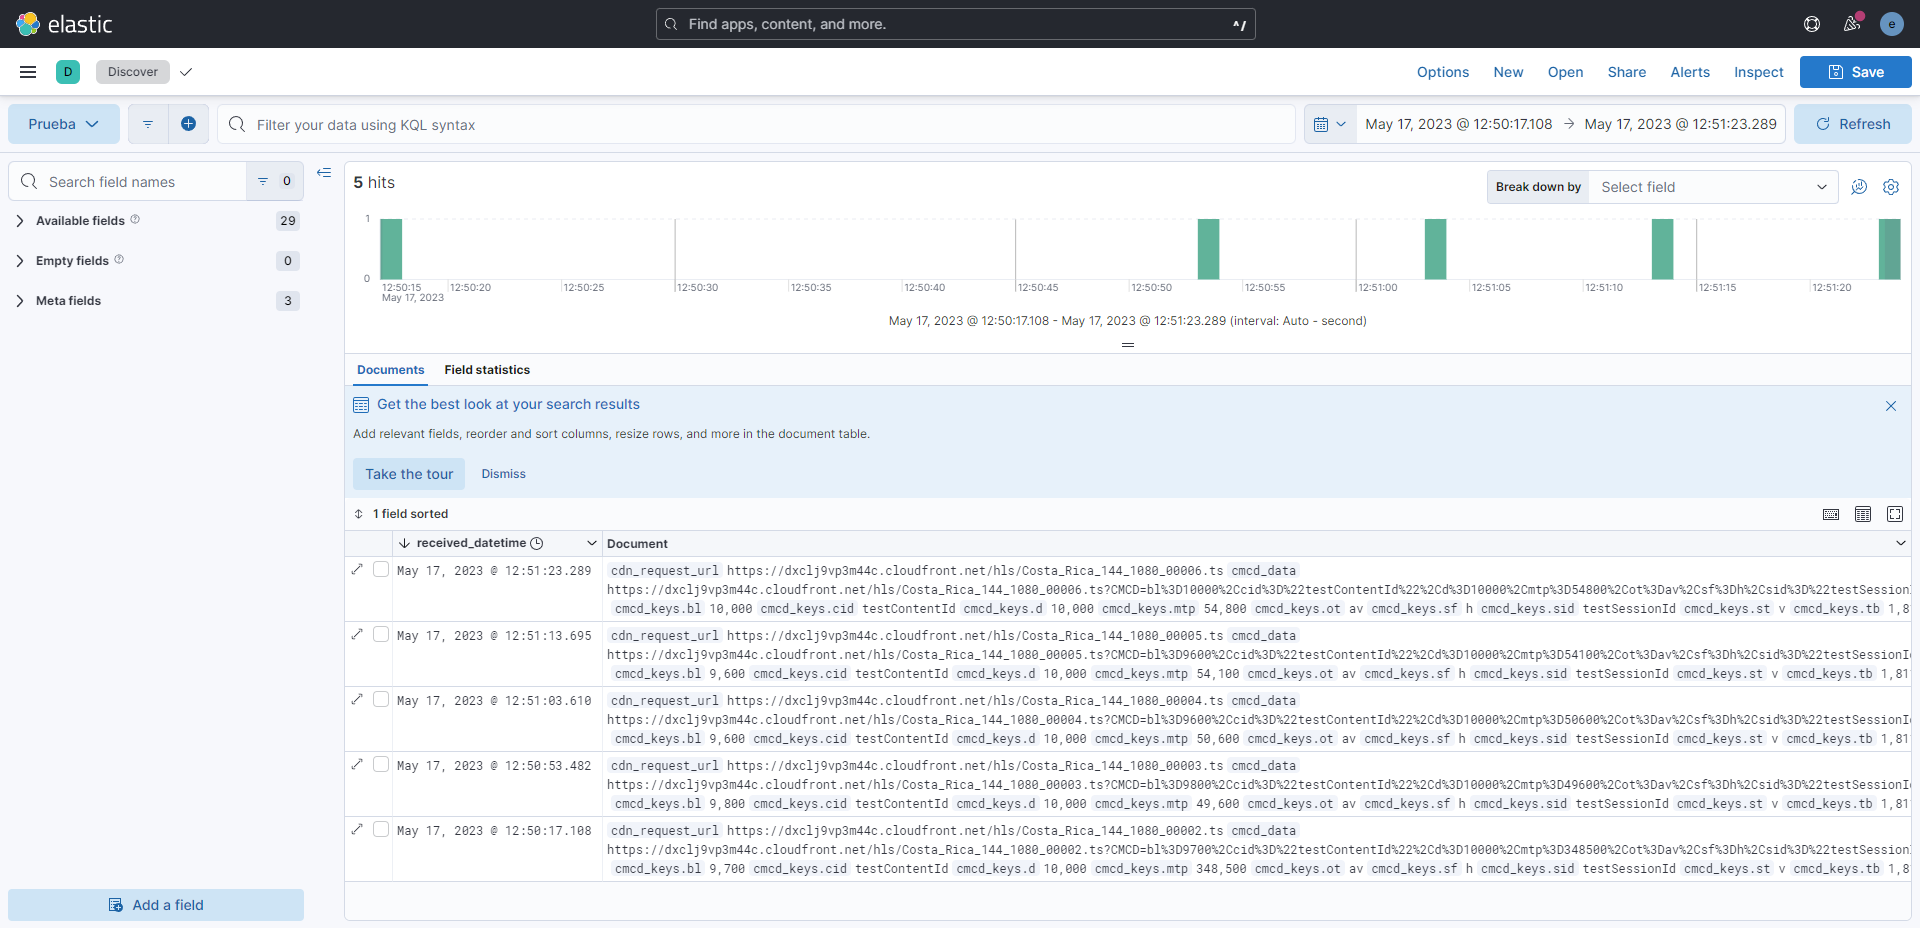 elastic
Find apps, content, and more.
^/
e
D
Discover
Options
New
Open
Share
Alerts
Inspect
Save
Prueba
Filter your data using KQL syntax
May 17, 2023 @ 12:50:17.108 → May 17, 2023 @ 12:51:23.289
Refresh
Search field names
0
Available fields 29
Empty fields 0
Meta fields 3
Add a field
5 hits
Break down by Select field
1
0
12:50:15 12:50:20 12:50:25 12:50:30 12:50:35 12:50:40 12:50:45 12:50:50 12:50:55 12:51:00 12:51:05 12:51:10 12:51:15 12:51:20
May 17, 2023
May 17, 2023 @ 12:50:17.108 - May 17, 2023 @ 12:51:23.289 (interval: Auto - second)
Documents Field statistics
Get the best look at your search results
Add relevant fields, reorder and sort columns, resize rows, and more in the document table.
Take the tour Dismiss
1 field sorted
received_datetime Document
May 17, 2023 @ 12:51:23.289 cdn_request_url https://dxclj9vp3m44c.cloudfront.net/hls/Costa_Rica_144_1080_00006.ts cmcd_data
https://dxclj9vp3m44c.cloudfront.net/hls/Costa_Rica_144_1080_00006.ts?CMCD=bl%3D10000%2Ccid%3D%22testContentId%22%2Cd%3D10000%2Cmtp%3D54800%2Cot%3Dav%2Csf%3Dh%2Csid%3D%22testSession
cmcd_keys.bl 10,000 cmcd_keys.cid testContentId cmcd_keys.d 10,000 cmcd_keys.mtp 54,800 cmcd_keys.ot av cmcd_keys.sf h cmcd_keys.sid testSessionId cmcd_keys.st v cmcd_keys.tb 1,8
May 17, 2023 @ 12:51:13.695 cdn_request_url https://dxclj9vp3m44c.cloudfront.net/hls/Costa_Rica_144_1080_00005.ts cmcd_data
https://dxclj9vp3m44c.cloudfront.net/hls/Costa_Rica_144_1080_00005.ts?CMCD=bl%3D9600%2Ccid%3D%22testContentId%22%2Cd%3D10000%2Cmtp%3D54100%2Cot%3Dav%2Csf%3Dh%2Csid%3D%22testSessionI
cmcd_keys.bl 9,600 cmcd_keys.cid testContentId cmcd_keys.d 10,000 cmcd_keys.mtp 54,100 cmcd_keys.ot av cmcd_keys.sf h cmcd_keys.sid testSessionId cmcd_keys.st v cmcd_keys.tb 1,81
May 17, 2023 @ 12:51:03.610 cdn_request_url https://dxclj9vp3m44c.cloudfront.net/hls/Costa_Rica_144_1080_00004.ts cmcd_data
https://dxclj9vp3m44c.cloudfront.net/hls/Costa_Rica_144_1080_00004.ts?CMCD=bl%3D9600%2Ccid%3D%22testContentId%22%2Cd%3D10000%2Cmtp%3D50600%2Cot%3Dav%2Csf%3Dh%2Csid%3D%22testSessionI
cmcd_keys.bl 9,600 cmcd_keys.cid testContentId cmcd_keys.d 10,000 cmcd_keys.mtp 50,600 cmcd_keys.ot av cmcd_keys.sf h cmcd_keys.sid testSessionId cmcd_keys.st v cmcd_keys.tb 1,81
May 17, 2023 @ 12:50:53.482 cdn_request_url https://dxclj9vp3m44c.cloudfront.net/hls/Costa_Rica_144_1080_00003.ts cmcd_data
https://dxclj9vp3m44c.cloudfront.net/hls/Costa_Rica_144_1080_00003.ts?CMCD=bl%3D9800%2Ccid%3D%22testContentId%22%2Cd%3D10000%2Cmtp%3D49600%2Cot%3Dav%2Csf%3Dh%2Csid%3D%22testSessionI
cmcd_keys.bl 9,800 cmcd_keys.cid testContentId cmcd_keys.d 10,000 cmcd_keys.mtp 49,600 cmcd_keys.ot av cmcd_keys.sf h cmcd_keys.sid testSessionId cmcd_keys.st v cmcd_keys.tb 1,81
May 17, 2023 @ 12:50:17.108 cdn_request_url https://dxclj9vp3m44c.cloudfront.net/hls/Costa_Rica_144_1080_00002.ts cmcd_data
https://dxclj9vp3m44c.cloudfront.net/hls/Costa_Rica_144_1080_00002.ts?CMCD=bl%3D9700%2Ccid%3D%22testContentId%22%2Cd%3D10000%2Cmtp%3D348500%2Cot%3Dav%2Csf%3Dh%2Csid%3D%22testSession
cmcd_keys.bl 9,700 cmcd_keys.cid testContentId cmcd_keys.d 10,000 cmcd_keys.mtp 348,500 cmcd_keys.ot av cmcd_keys.sf h cmcd_keys.sid testSessionId cmcd_keys.st v cmcd_keys.tb 1,8